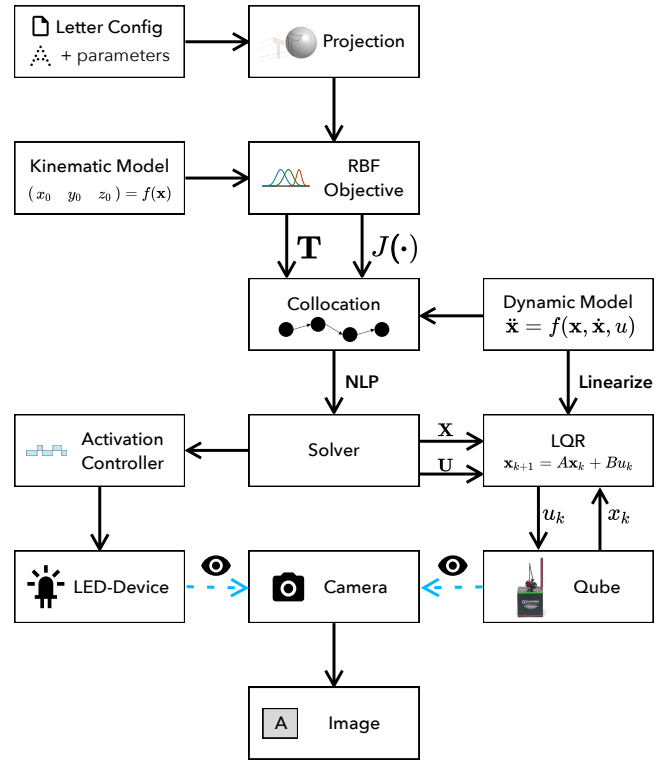 Letter Config
+ parameters
Projection
Kinematic Model
( x₀ y₀ z₀ ) = f(𝐱)
RBF
Objective
𝐓
J(·)
Collocation
Dynamic Model
𝐱̈ = f(𝐱, 𝐱̇, u)
NLP
Linearize
Activation
Controller
Solver
𝐗
𝐔
LQR
𝐱ₖ₊₁ = A𝐱ₖ + Buₖ
uₖ
xₖ
LED-Device
Camera
Qube
A
Image